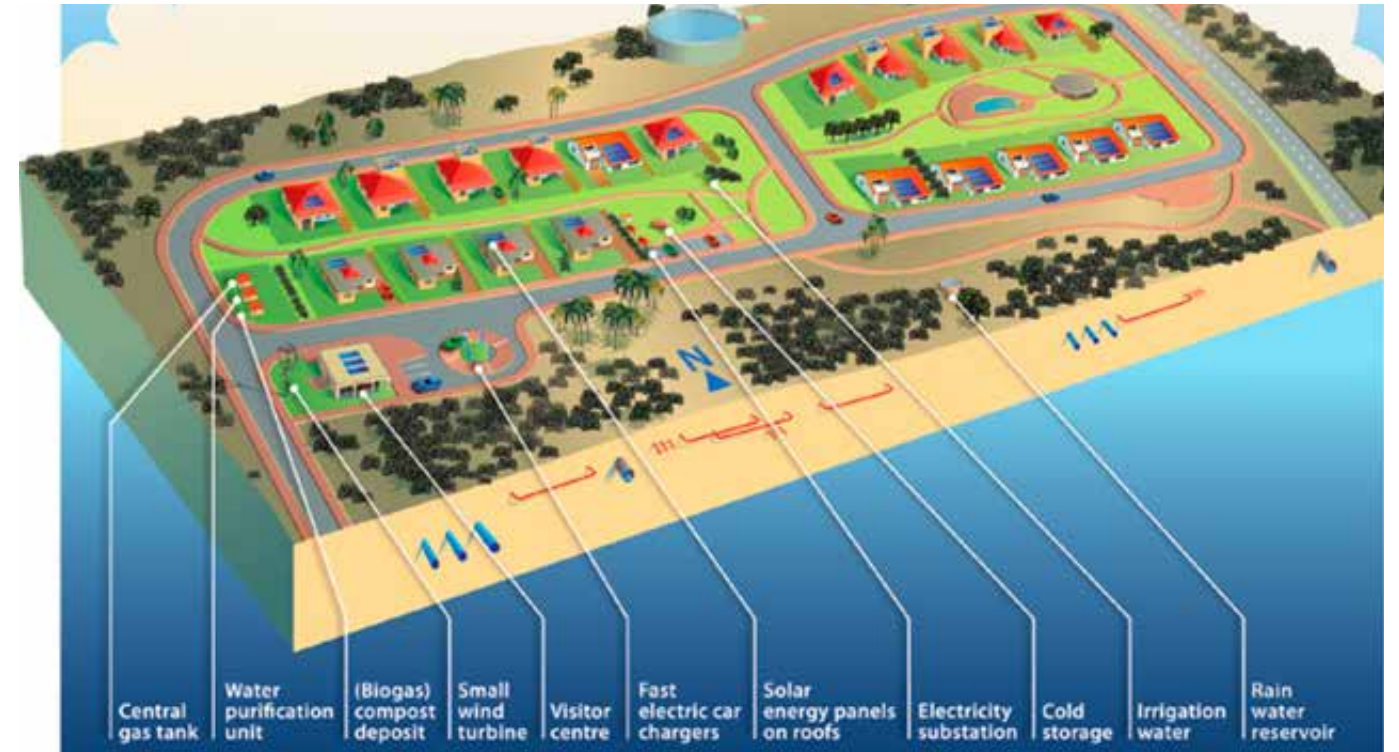 N
Central
gas tank
Water
purification
unit
(Biogas)
compost
deposit
Small
wind
turbine
Visitor
centre
Fast
electric car
chargers
Solar
energy panels
on roofs
Electricity
substation
Cold
storage
Irrigation
water
Rain
water
reservoir